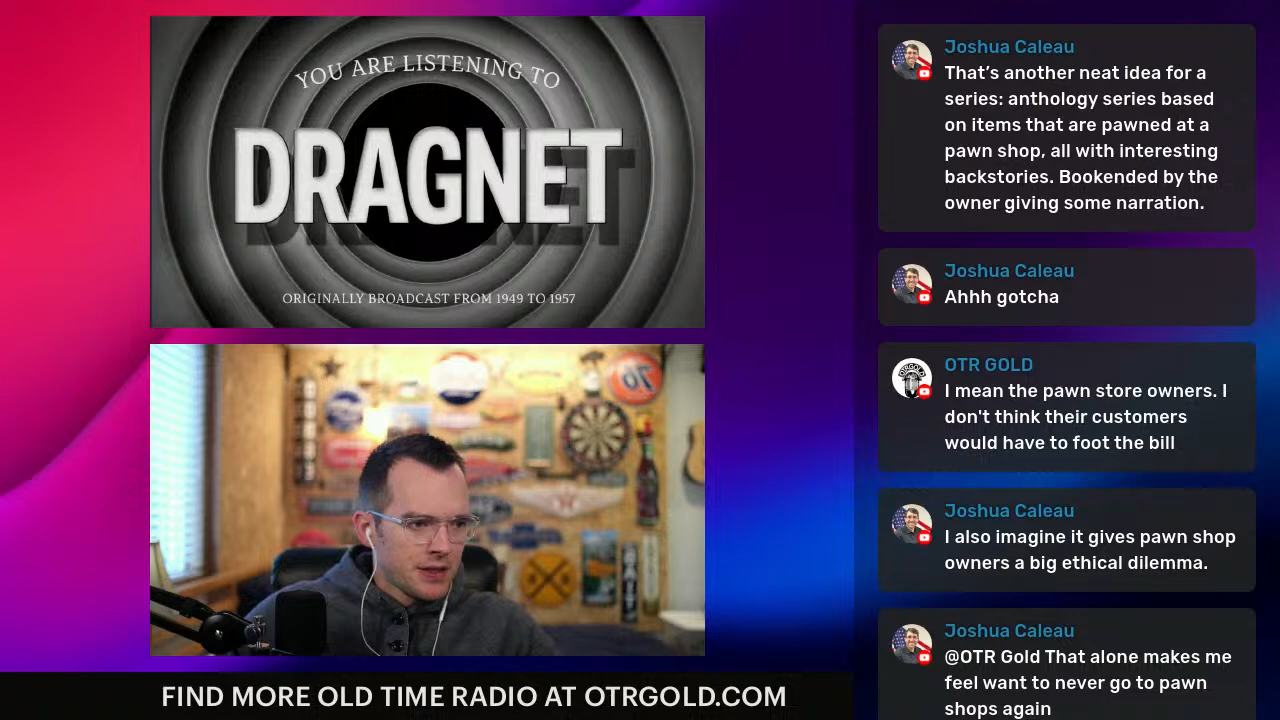 YOU ARE LISTENING TO
DRAGNET
ORIGINALLY BROADCAST FROM 1949 TO 1957
76
FIND MORE OLD TIME RADIO AT OTRGOLD.COM
Joshua Caleau
That’s another neat idea for a
series: anthology series based
on items that are pawned at a
pawn shop, all with interesting
backstories. Bookended by the
owner giving some narration.
Joshua Caleau
Ahhh gotcha
OTR GOLD
I mean the pawn store owners. I
don't think their customers
would have to foot the bill
Joshua Caleau
I also imagine it gives pawn shop
owners a big ethical dilemma.
Joshua Caleau
@OTR Gold That alone makes me
feel want to never go to pawn
shops again